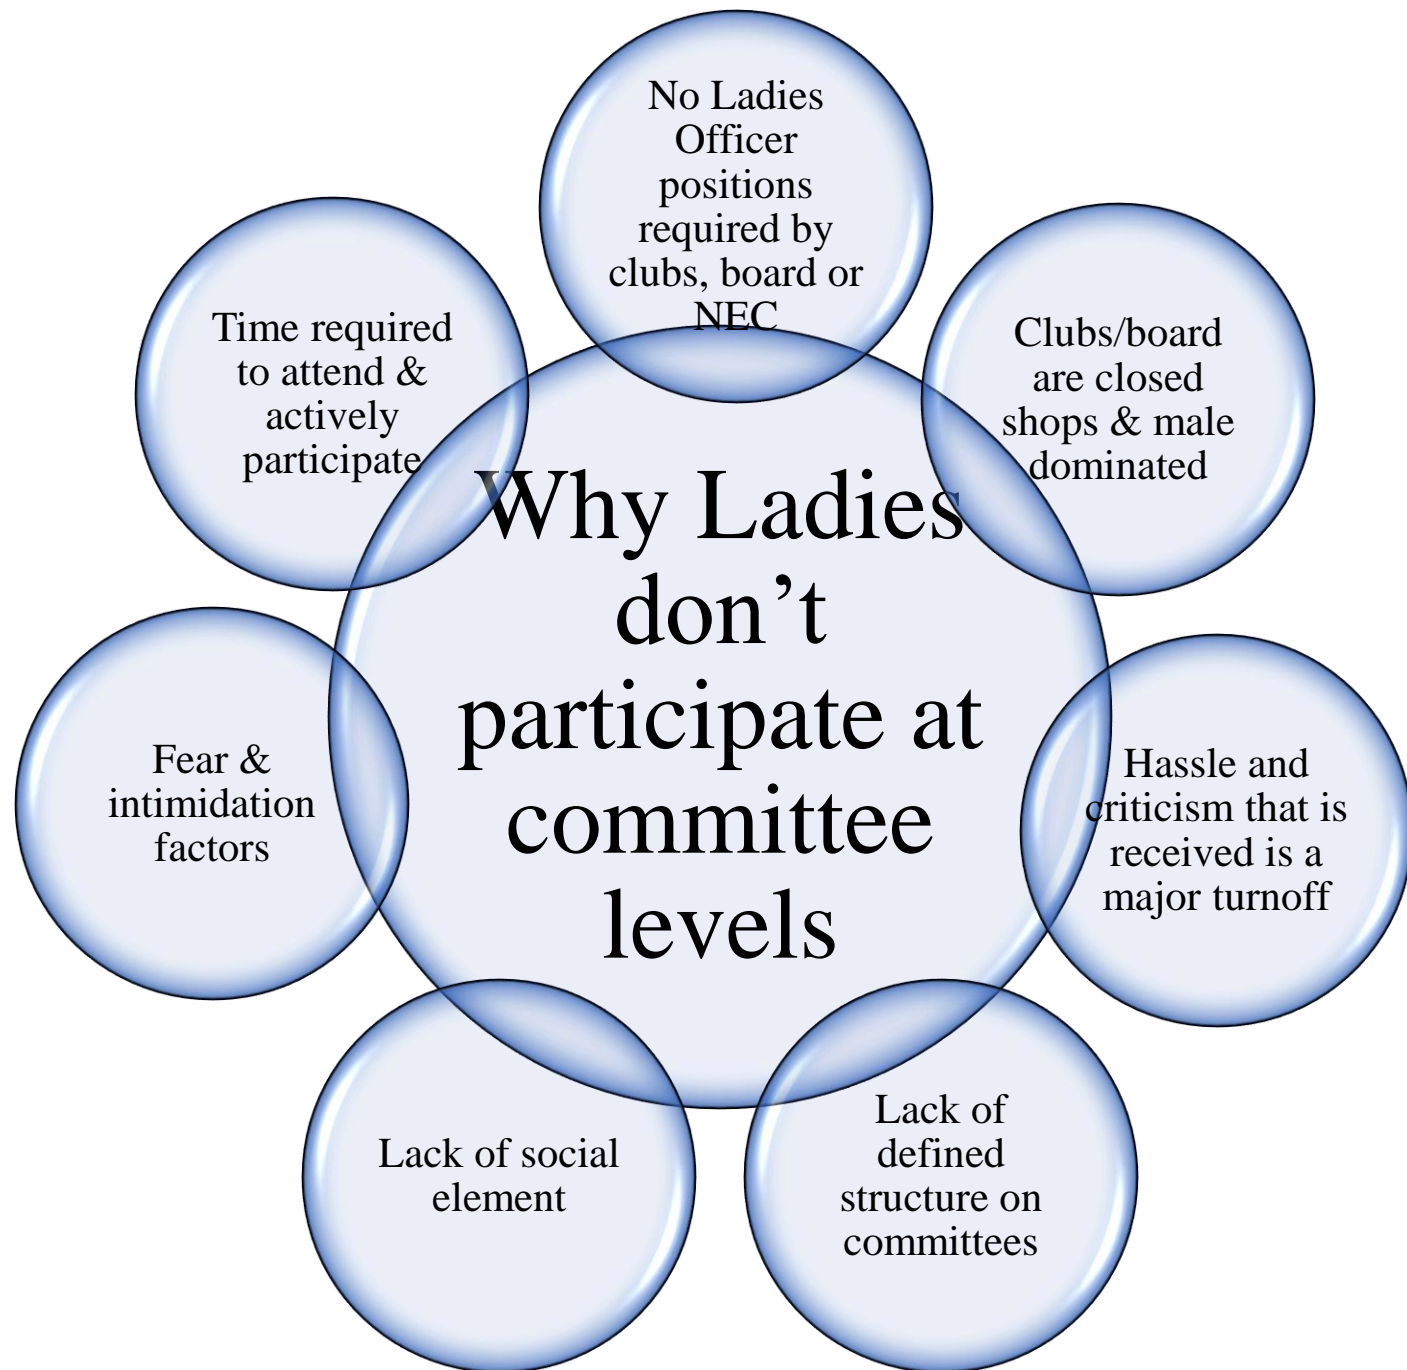 No Ladies
Officer
positions
required by
clubs, board or
NEC
Clubs/board
are closed
shops & male
dominated
Hassle and
criticism that is
received is a
major turnoff
Lack of
defined
structure on
committees
Lack of social
element
Fear &
intimidation
factors
Time required
to attend &
actively
participate
Why Ladies
don’t
participate at
committee
levels